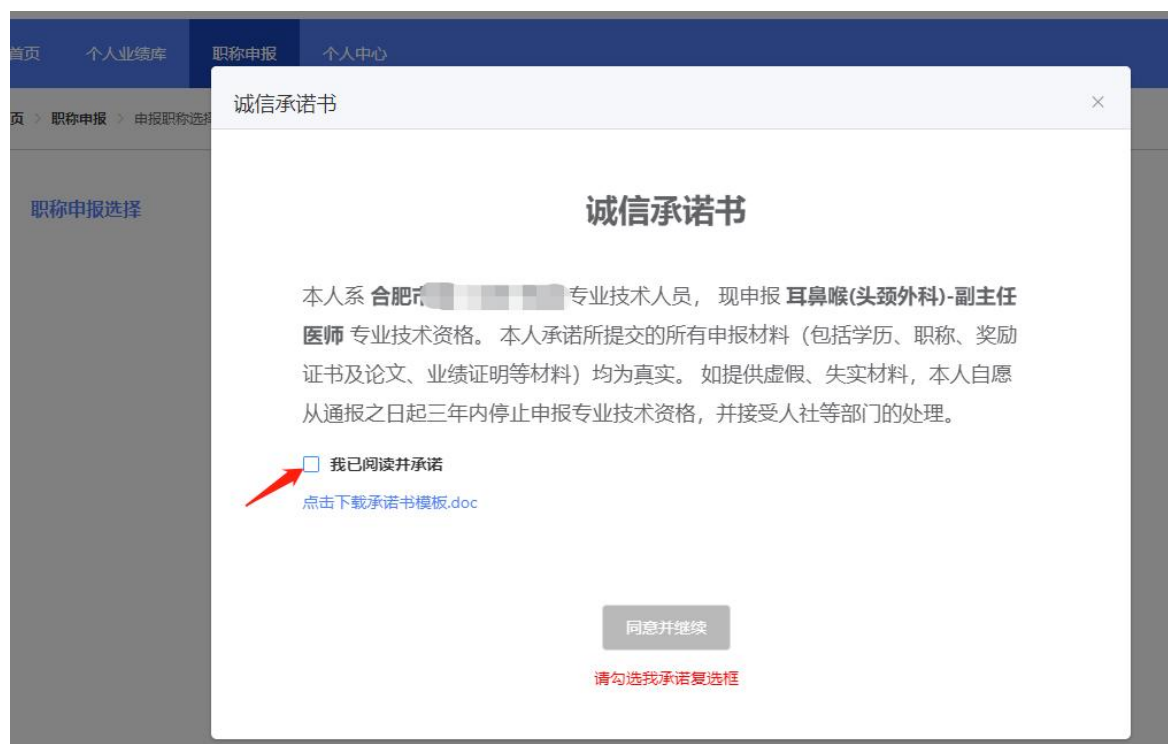 首页 个人业绩库 职称申报 个人中心
页 > 职称申报 > 申报职称选择
诚信承诺书 ×
职称申报选择
诚信承诺书
本人系 合肥市 专业技术人员， 现申报 耳鼻喉(头颈外科)-副主任
医师 专业技术资格。 本人承诺所提交的所有申报材料（包括学历、职称、奖励
证书及论文、业绩证明等材料）均为真实。 如提供虚假、失实材料，本人自愿
从通报之日起三年内停止申报专业技术资格，并接受人社等部门的处理。
我已阅读并承诺
点击下载承诺书模板.doc
同意并继续
请勾选我承诺复选框